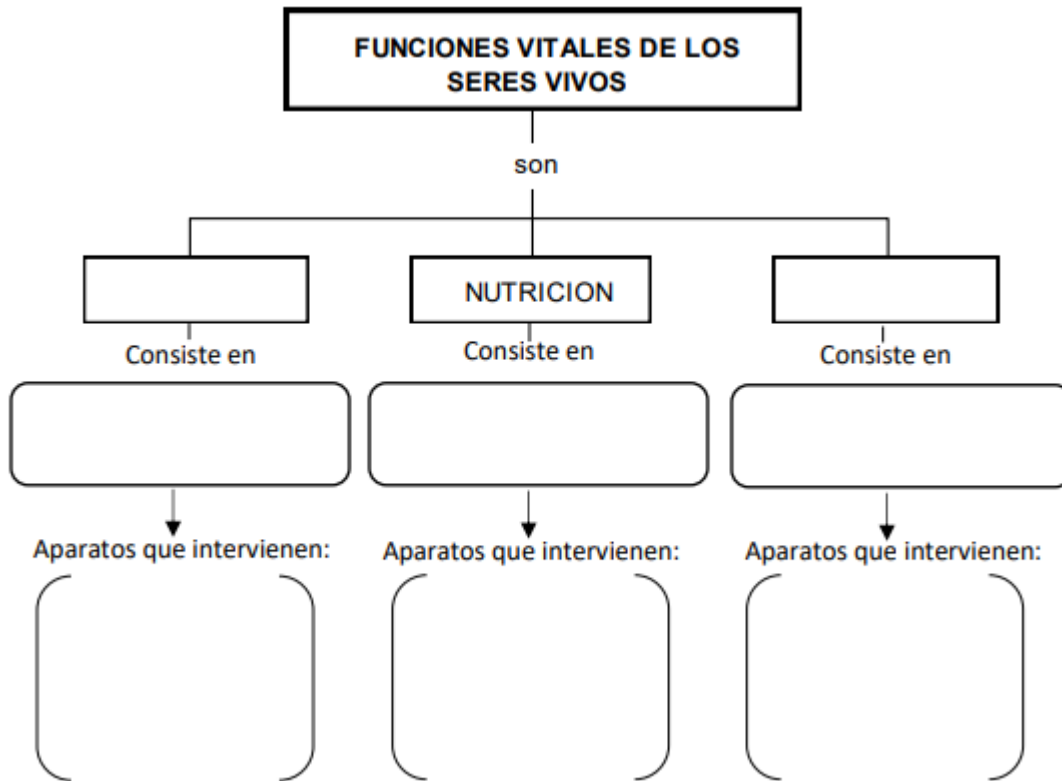 FUNCIONES VITALES DE LOS
SERES VIVOS
son
NUTRICION
Consiste en
Consiste en
Consiste en
Aparatos que intervienen:
Aparatos que intervienen:
Aparatos que intervienen: